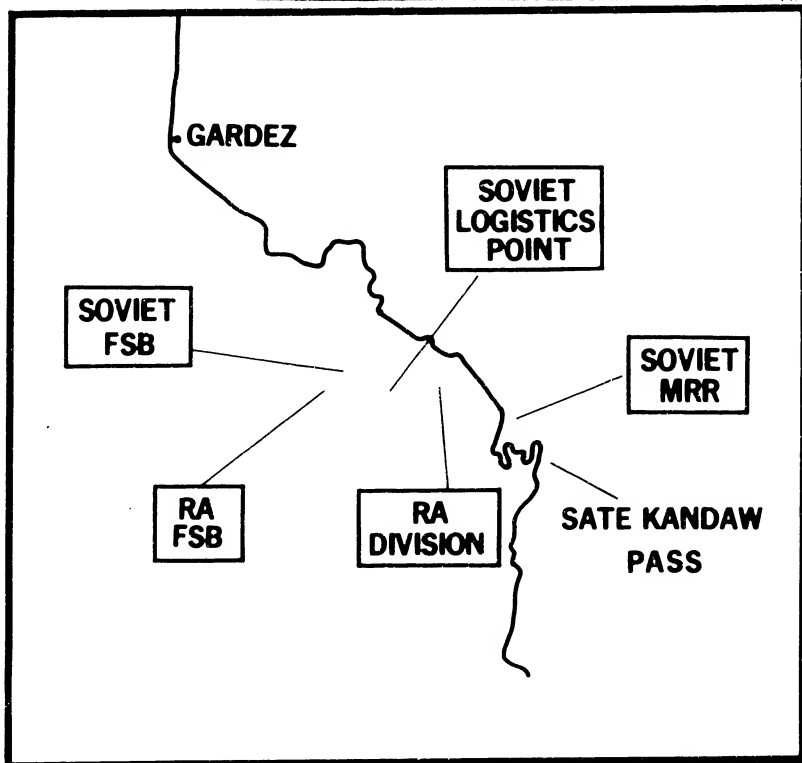 GARDEZ
SOVIET
LOGISTICS
POINT
SOVIET
FSB
SOVIET
MRR
RA
FSB
RA
DIVISION
SATE KANDAW
PASS